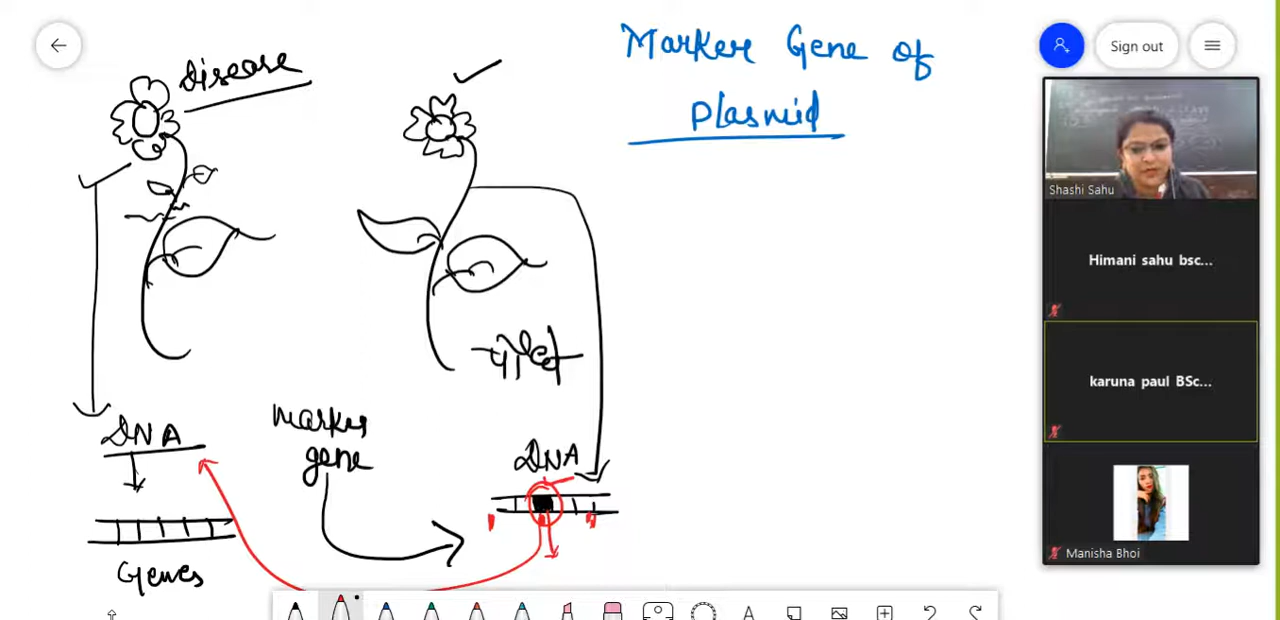 Disease
Marker Gene of
Plasmid
Sign out
Shashi Sahu
Himani sahu bsc...
karuna paul BSc...
Manisha Bhoi
DNA
Genes
Marker
gene
DNA
A